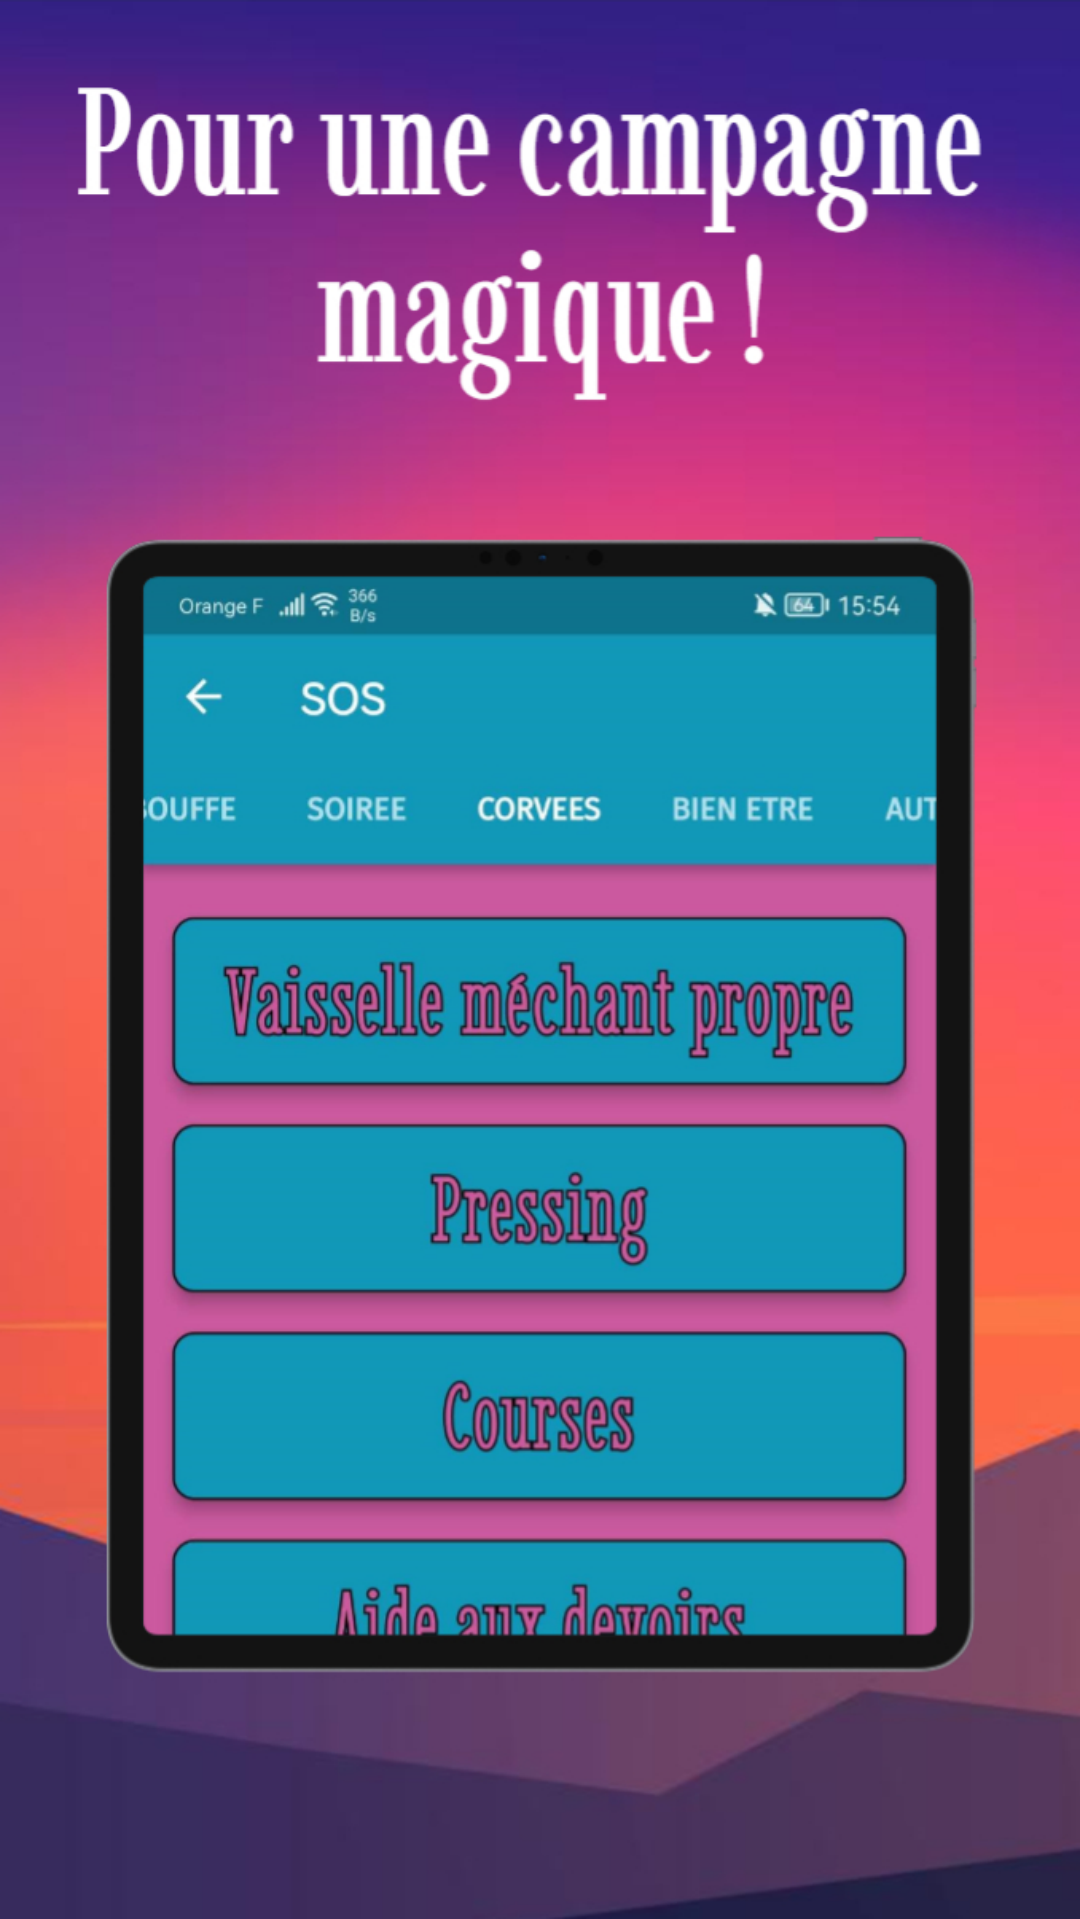 Pour une campagne
magique !
Orange F 366 B/s 64 15:54
SOS
BOUFFE SOIREE CORVEES BIEN ETRE AUT
Vaisselle méchant propre
Pressing
Courses
Aide aux devoirs